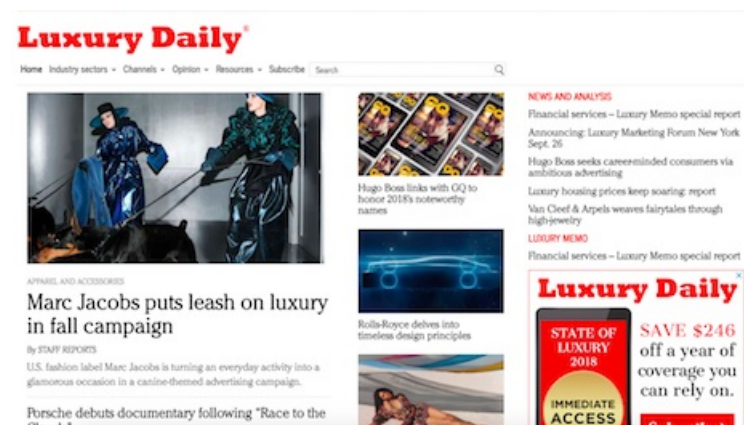 Luxury Daily®
Home Industry sectors Channels Opinion Resources Subscribe Search
APPAREL AND ACCESSORIES
Marc Jacobs puts leash on luxury
in fall campaign
By STAFF REPORTS
U.S. fashion label Marc Jacobs is turning an everyday activity into a
glamorous occasion in a canine-themed advertising campaign.
Porsche debuts documentary following "Race to the
GQ
Hugo Boss links with GQ to
honor 2018's noteworthy
names
Rolls-Royce delves into
timeless design principles
NEWS AND ANALYSIS
Financial services – Luxury Memo special report
Announcing: Luxury Marketing Forum New York
Sept. 26
Hugo Boss seeks career-minded consumers via
ambitious advertising
Luxury housing prices keep soaring: report
Van Cleef & Arpels weaves fairytales through
high-jewelry
LUXURY MEMO
Financial services – Luxury Memo special report
Luxury Daily
STATE OF
LUXURY
2018
IMMEDIATE
ACCESS
SAVE $246
off a year of
coverage you
can rely on.